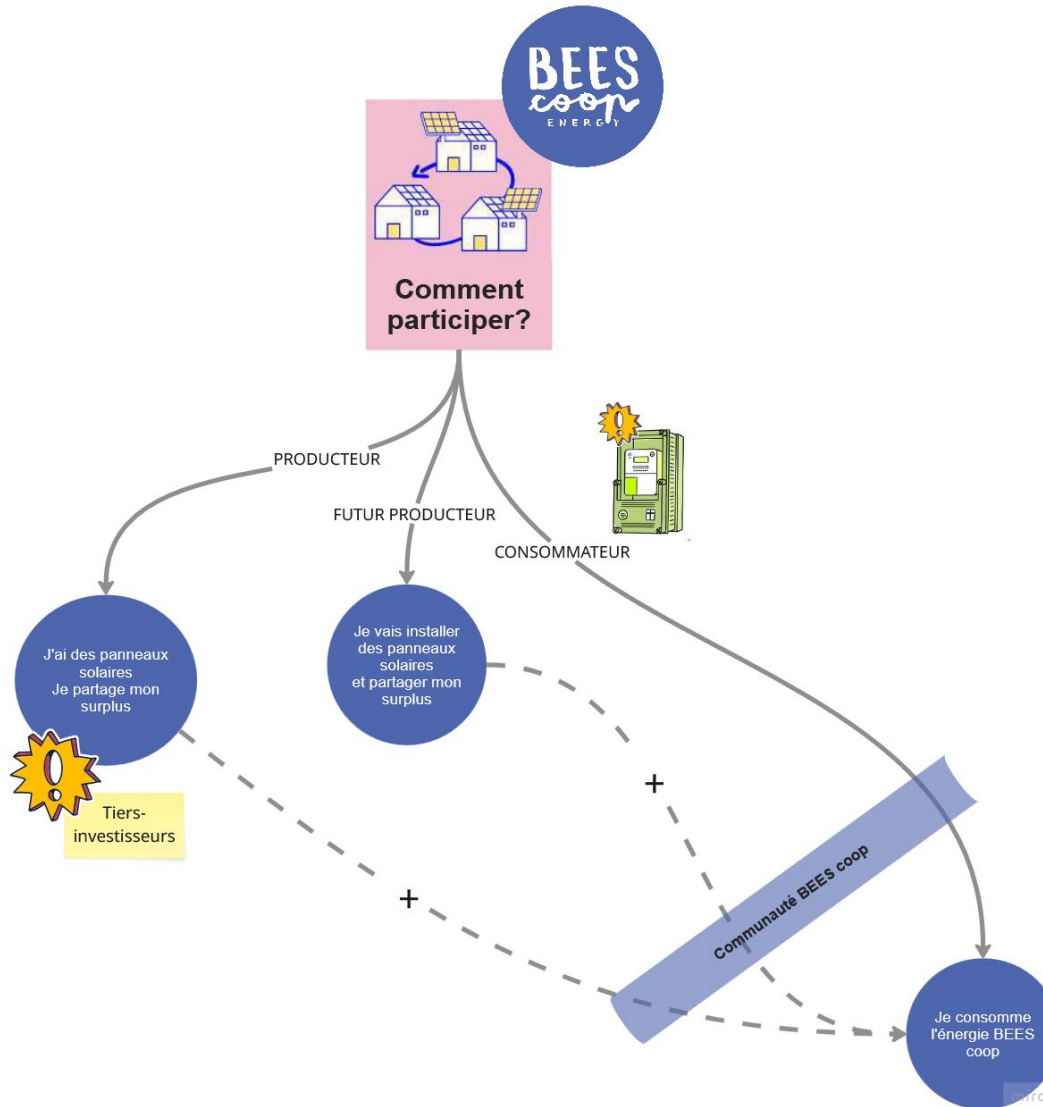 BEES
coop
ENERGY
Comment
participer?
PRODUCTEUR
FUTUR PRODUCTEUR
CONSOMMATEUR
J'ai des panneaux
solaires
Je partage mon
surplus
Je vais installer
des panneaux
solaires
et partager mon
surplus
Tiers-
investisseurs
+
+
Communauté BEES coop
Je consomme
l'énergie BEES
coop
miro